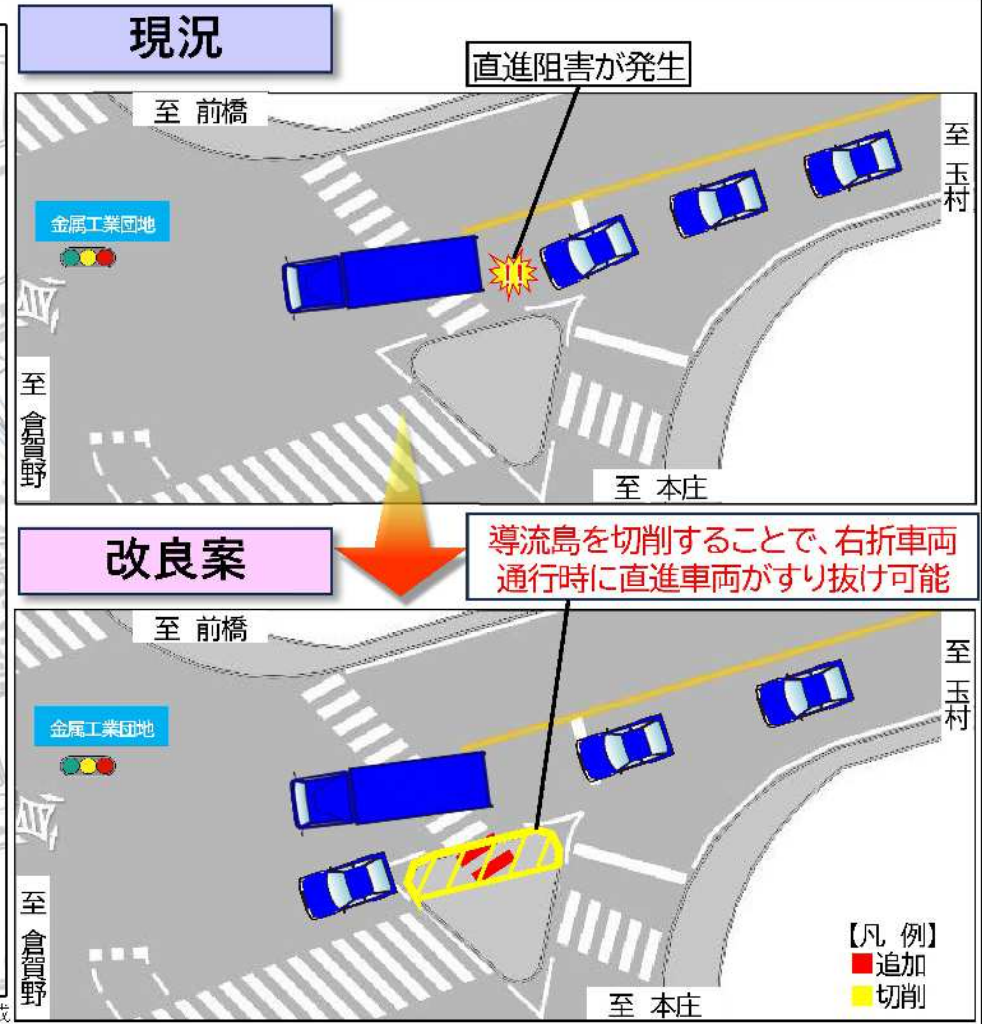 現況
直進阻害が発生
至 前橋
至 玉村
金属工業団地
至 倉賀野
至 本庄
改良案
導流島を切削することで、右折車両
通行時に直進車両がすり抜け可能
至 前橋
至 玉村
金属工業団地
至 倉賀野
【凡 例】
追加
切削
至 本庄